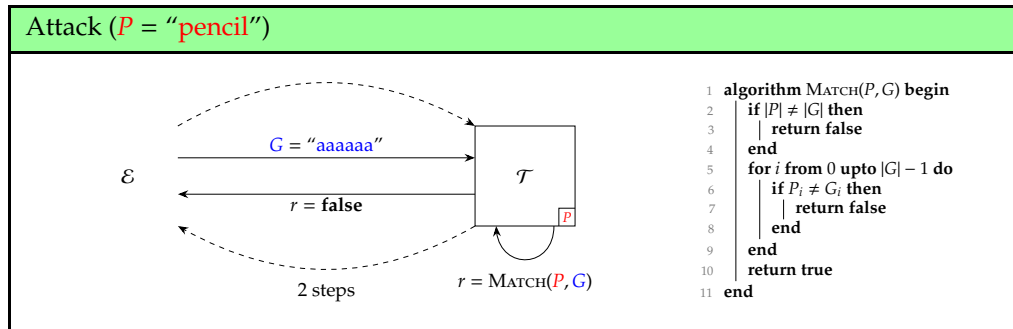 Attack (P = “pencil”)
G = “aaaaaa”
ℰ
𝒯
r = false
P
r = Match(P, G)
2 steps
1 algorithm Match(P, G) begin
2 if |P| ≠ |G| then
3 return false
4 end
5 for i from 0 upto |G| − 1 do
6 if Pᵢ ≠ Gᵢ then
7 return false
8 end
9 end
10 return true
11 end